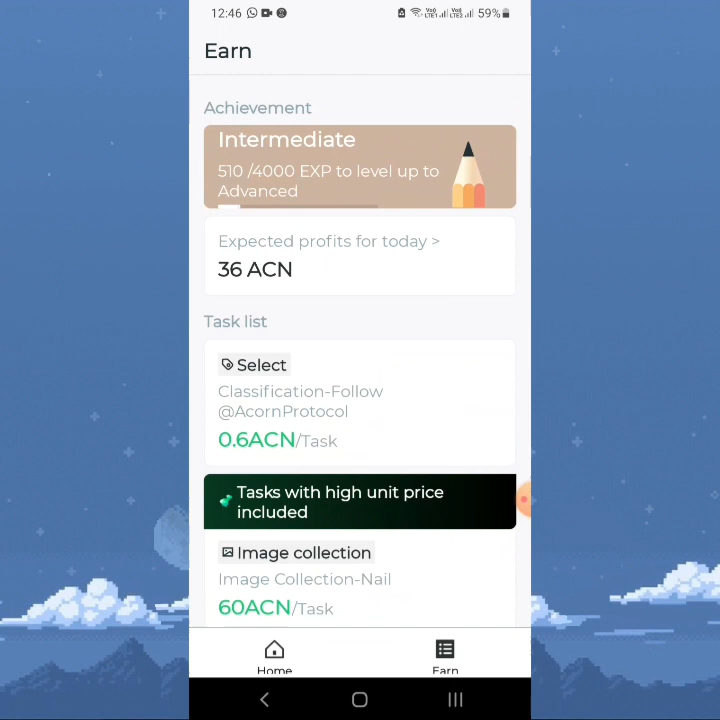 12:46 59%
Earn
Achievement
Intermediate
510 /4000 EXP to level up to
Advanced
Expected profits for today >
36 ACN
Task list
Select
Classification-Follow
@AcornProtocol
0.6ACN/Task
Tasks with high unit price
included
Image collection
Image Collection-Nail
60ACN/Task
Home Earn